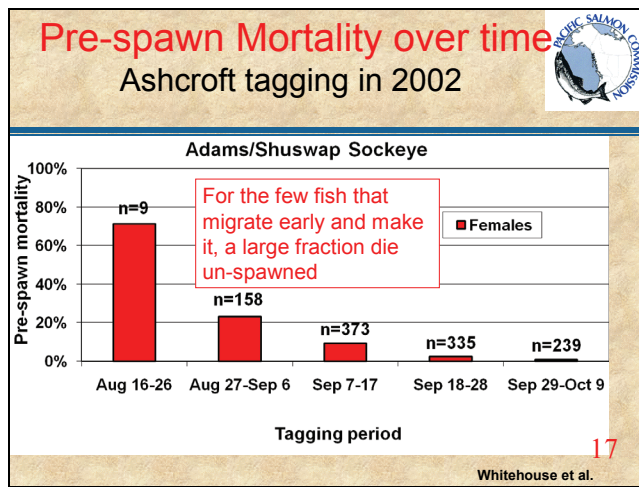 Pre-spawn Mortality over time
Ashcroft tagging in 2002
PACIFIC SALMON COMMISSION
Adams/Shuswap Sockeye
100%
80%
60%
40%
20%
0%
Pre-spawn mortality
For the few fish that
migrate early and make
it, a large fraction die
un-spawned
Females
n=9
n=158
n=373
n=335
n=239
Aug 16-26
Aug 27-Sep 6
Sep 7-17
Sep 18-28
Sep 29-Oct 9
Tagging period
17
Whitehouse et al.